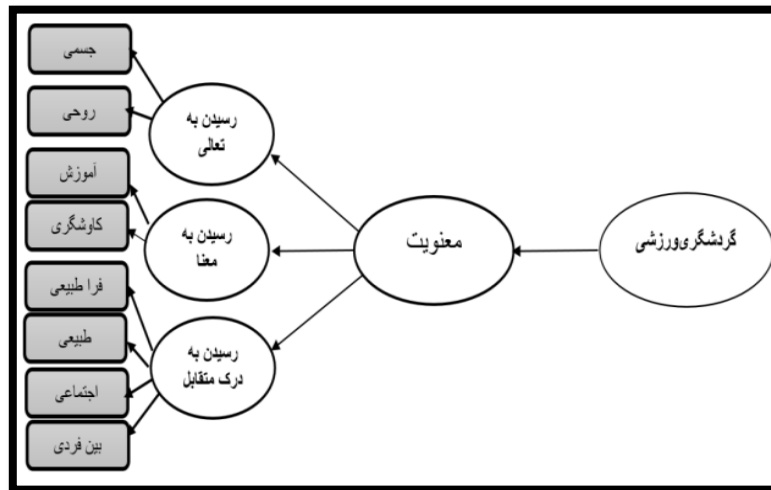 گردشگری‌ورزشی
معنویت
رسیدن به
تعالی
رسیدن به
معنا
رسیدن به
درک متقابل
جسمی
روحی
آموزش
کاوشگری
فرا طبیعی
طبیعی
اجتماعی
بین فردی